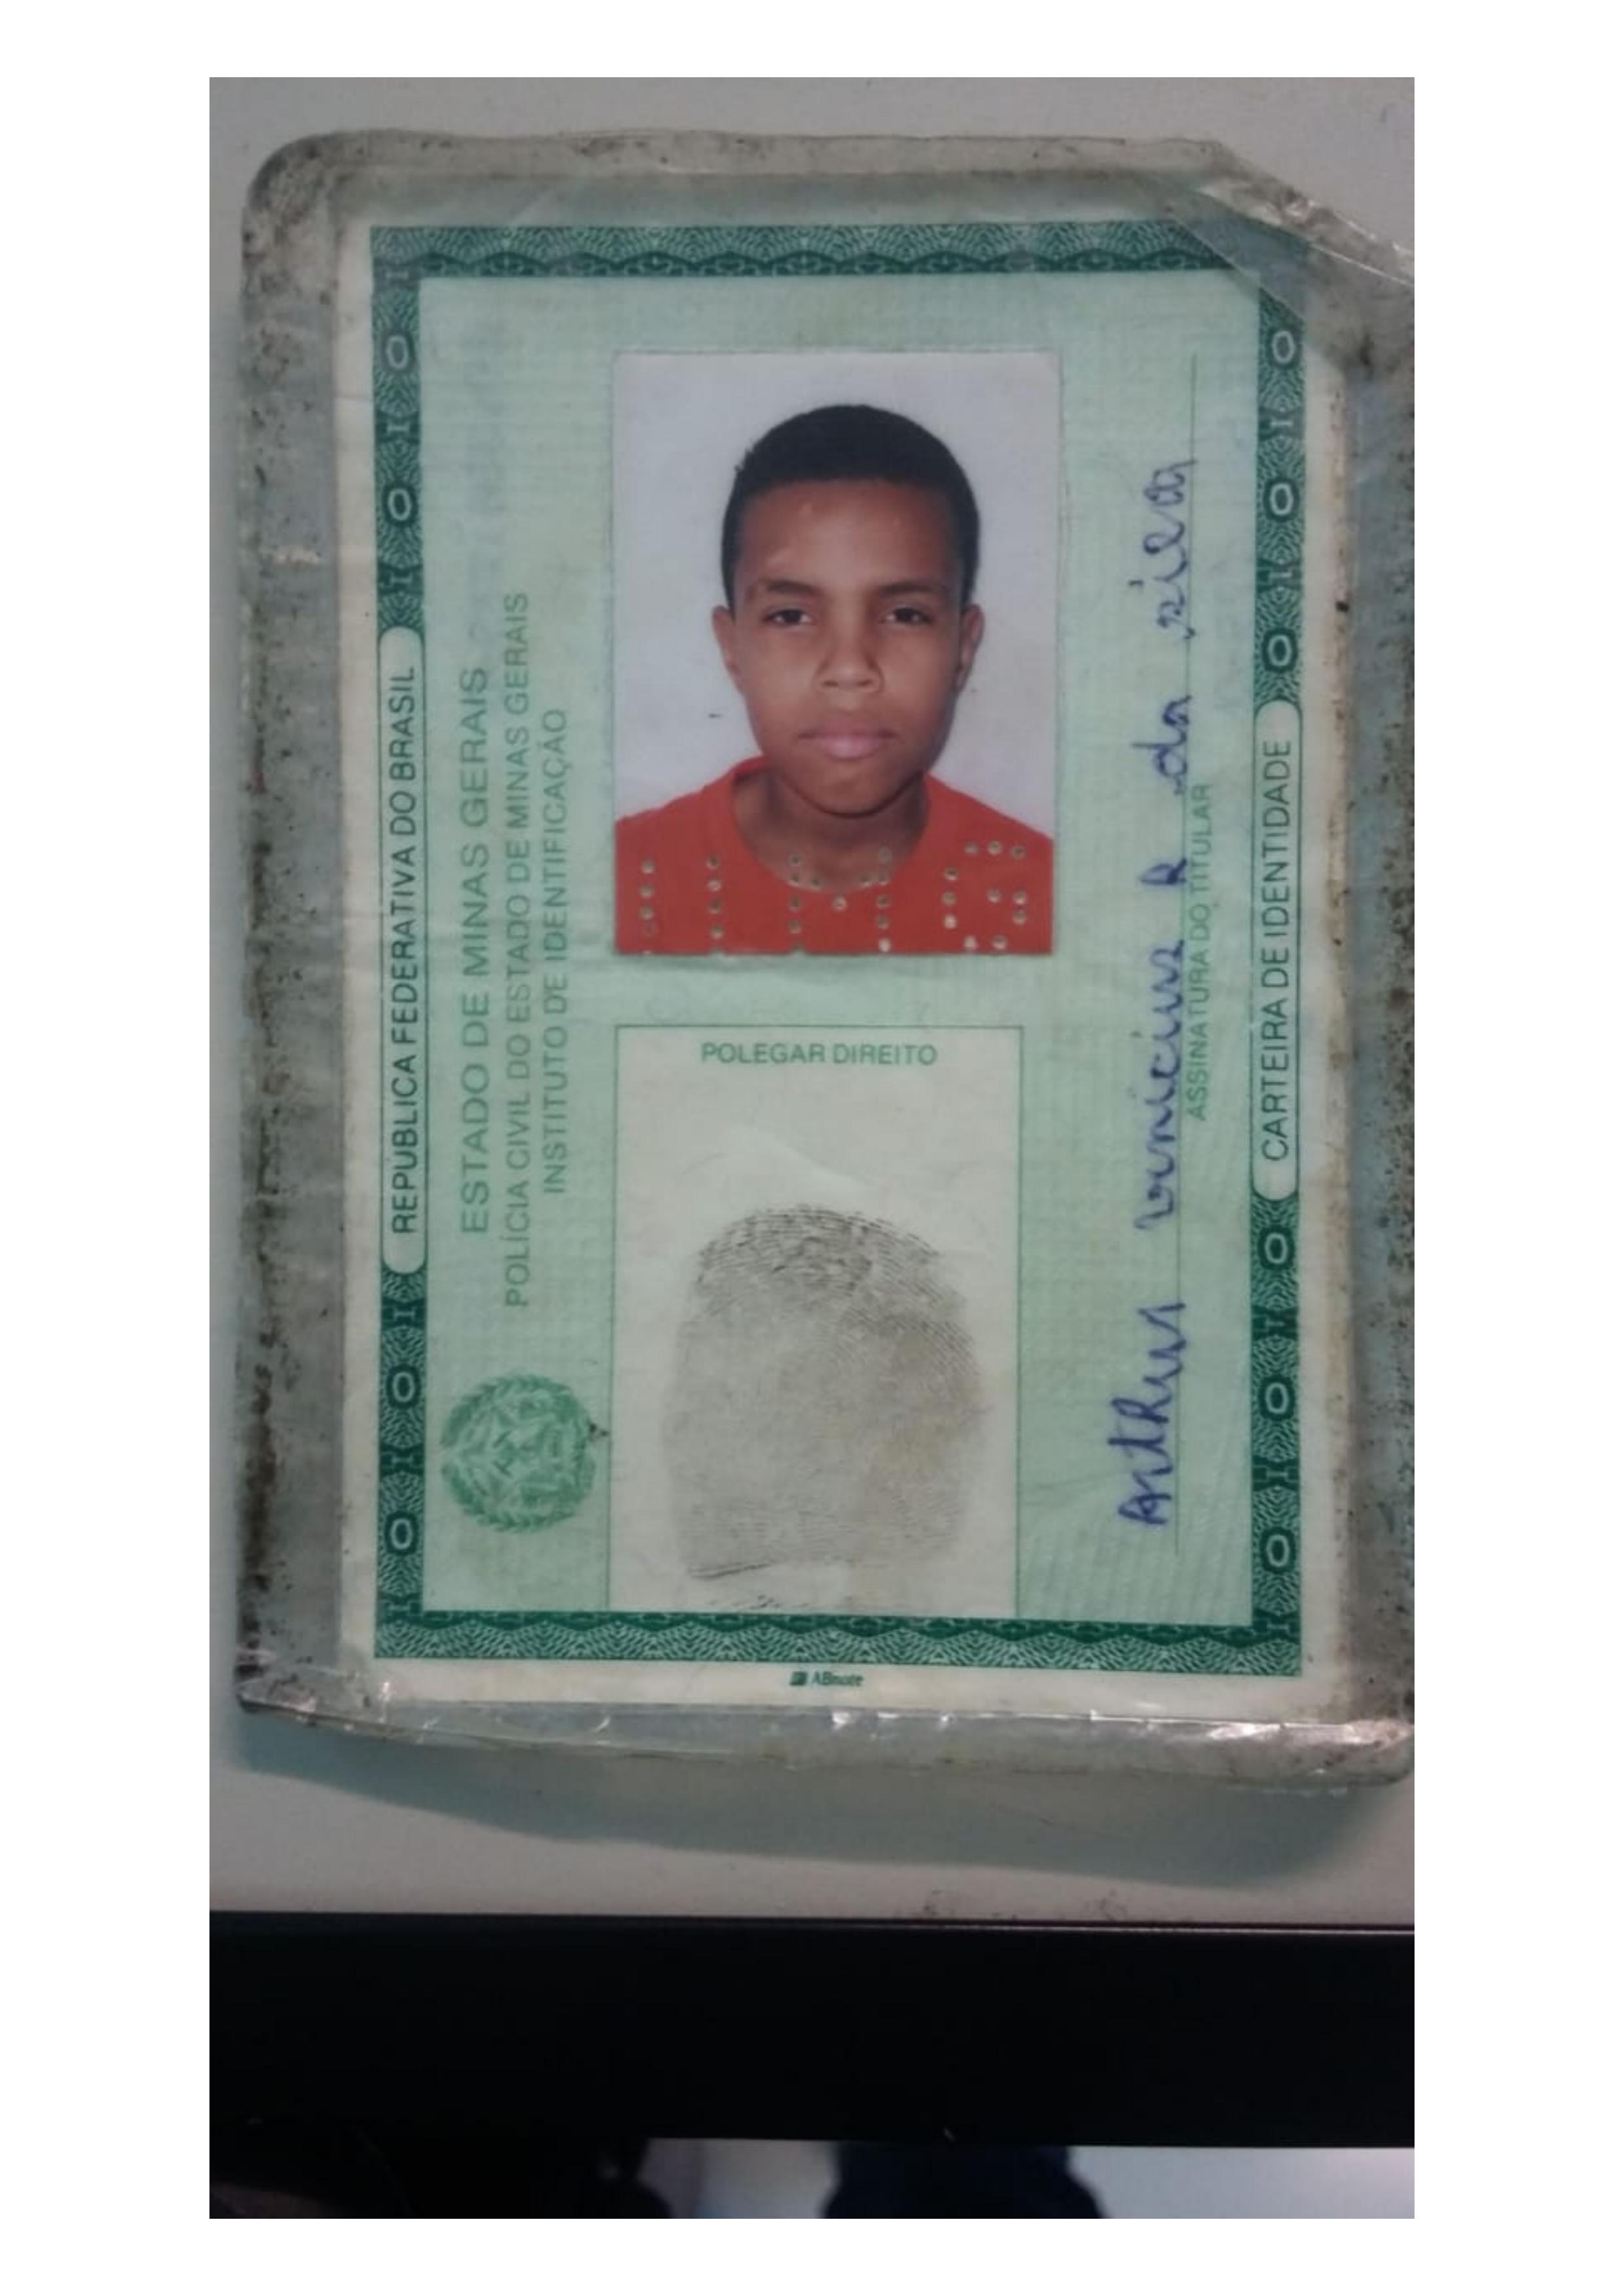 REPÚBLICA FEDERATIVA DO BRASIL
ESTADO DE MINAS GERAIS
POLÍCIA CIVIL DO ESTADO DE MINAS GERAIS
INSTITUTO DE IDENTIFICAÇÃO
POLEGAR DIREITO
Arthur vinicius R da silva
ASSINATURA DO TITULAR
CARTEIRA DE IDENTIDADE
ABnote